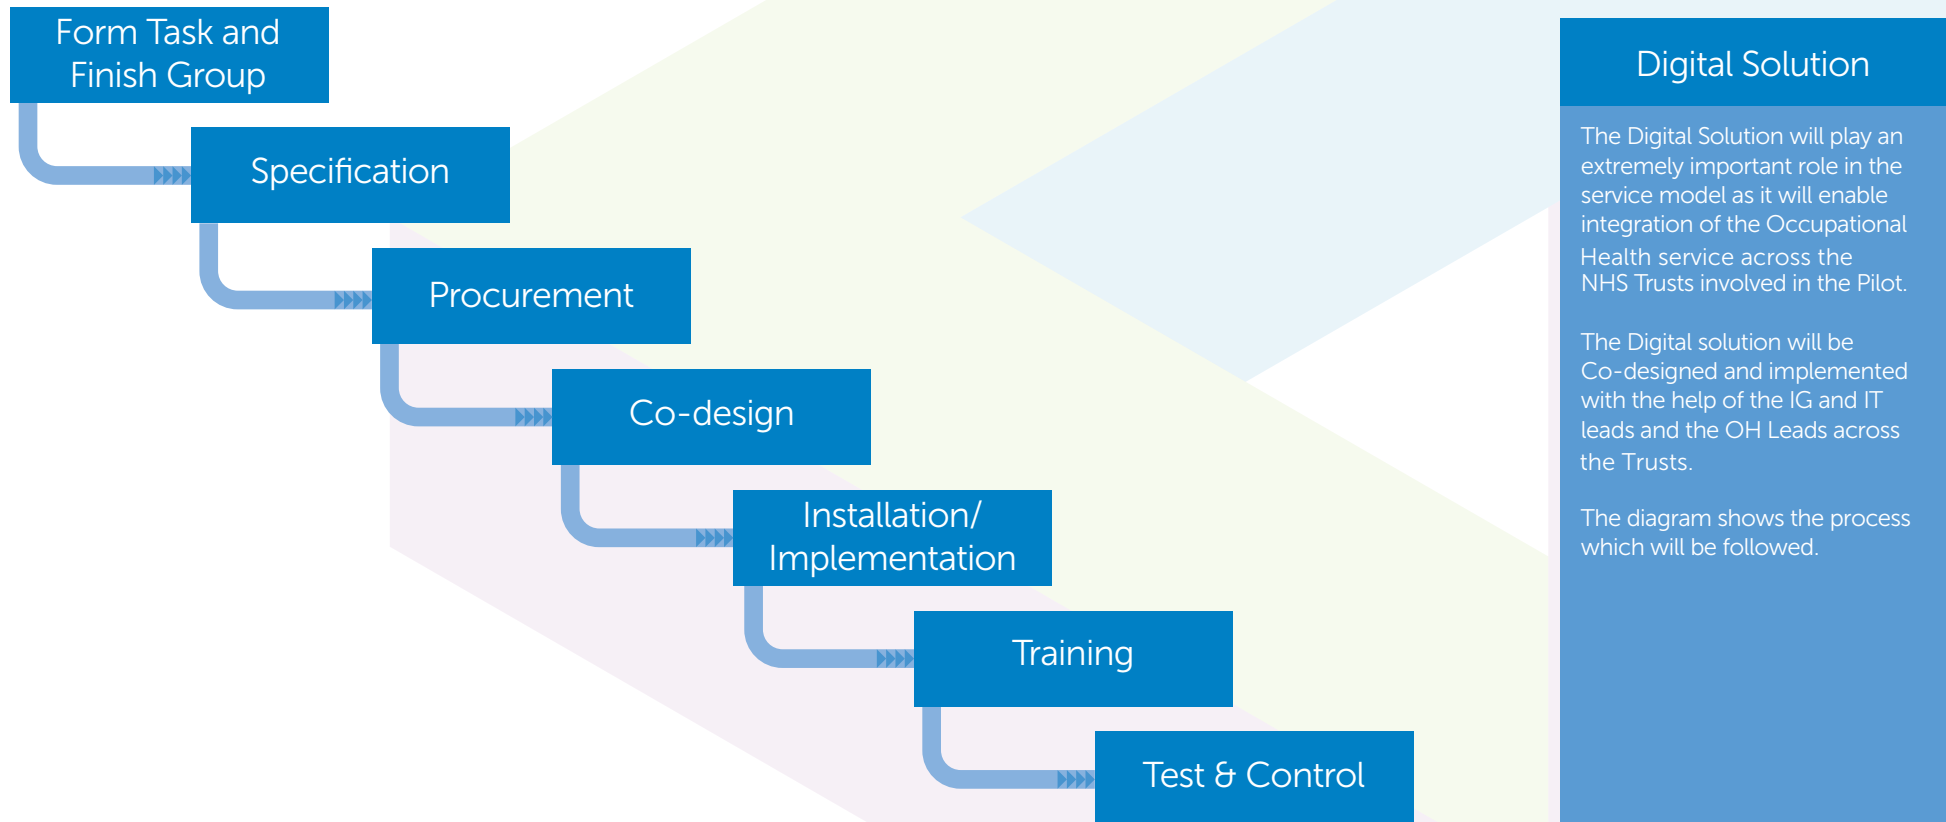 Form Task and
Finish Group
Specification
Procurement
Co-design
Installation/
Implementation
Training
Test & Control
Digital Solution
The Digital Solution will play an
extremely important role in the
service model as it will enable
integration of the Occupational
Health service across the
NHS Trusts involved in the Pilot.
The Digital solution will be
Co-designed and implemented
with the help of the IG and IT
leads and the OH Leads across
the Trusts.
The diagram shows the process
which will be followed.